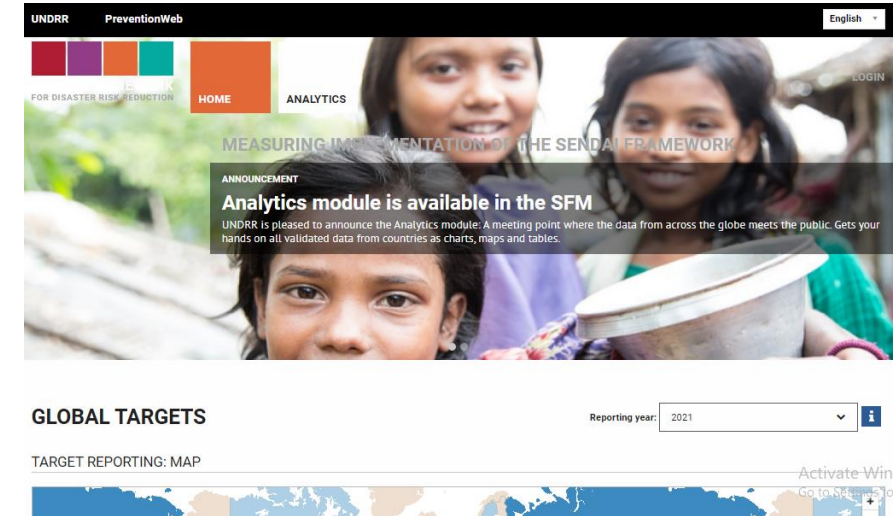 UNDRR PreventionWeb English
FOR DISASTER RISK REDUCTION
HOME ANALYTICS LOGIN
MEASURING IMPLEMENTATION OF THE SENDAI FRAMEWORK
ANNOUNCEMENT
Analytics module is available in the SFM
UNDRR is pleased to announce the Analytics module: A meeting point where the data from across the globe meets the public. Gets your
hands on all validated data from countries as charts, maps and tables.
GLOBAL TARGETS
Reporting year: 2021
TARGET REPORTING: MAP
Activate Win
Go to